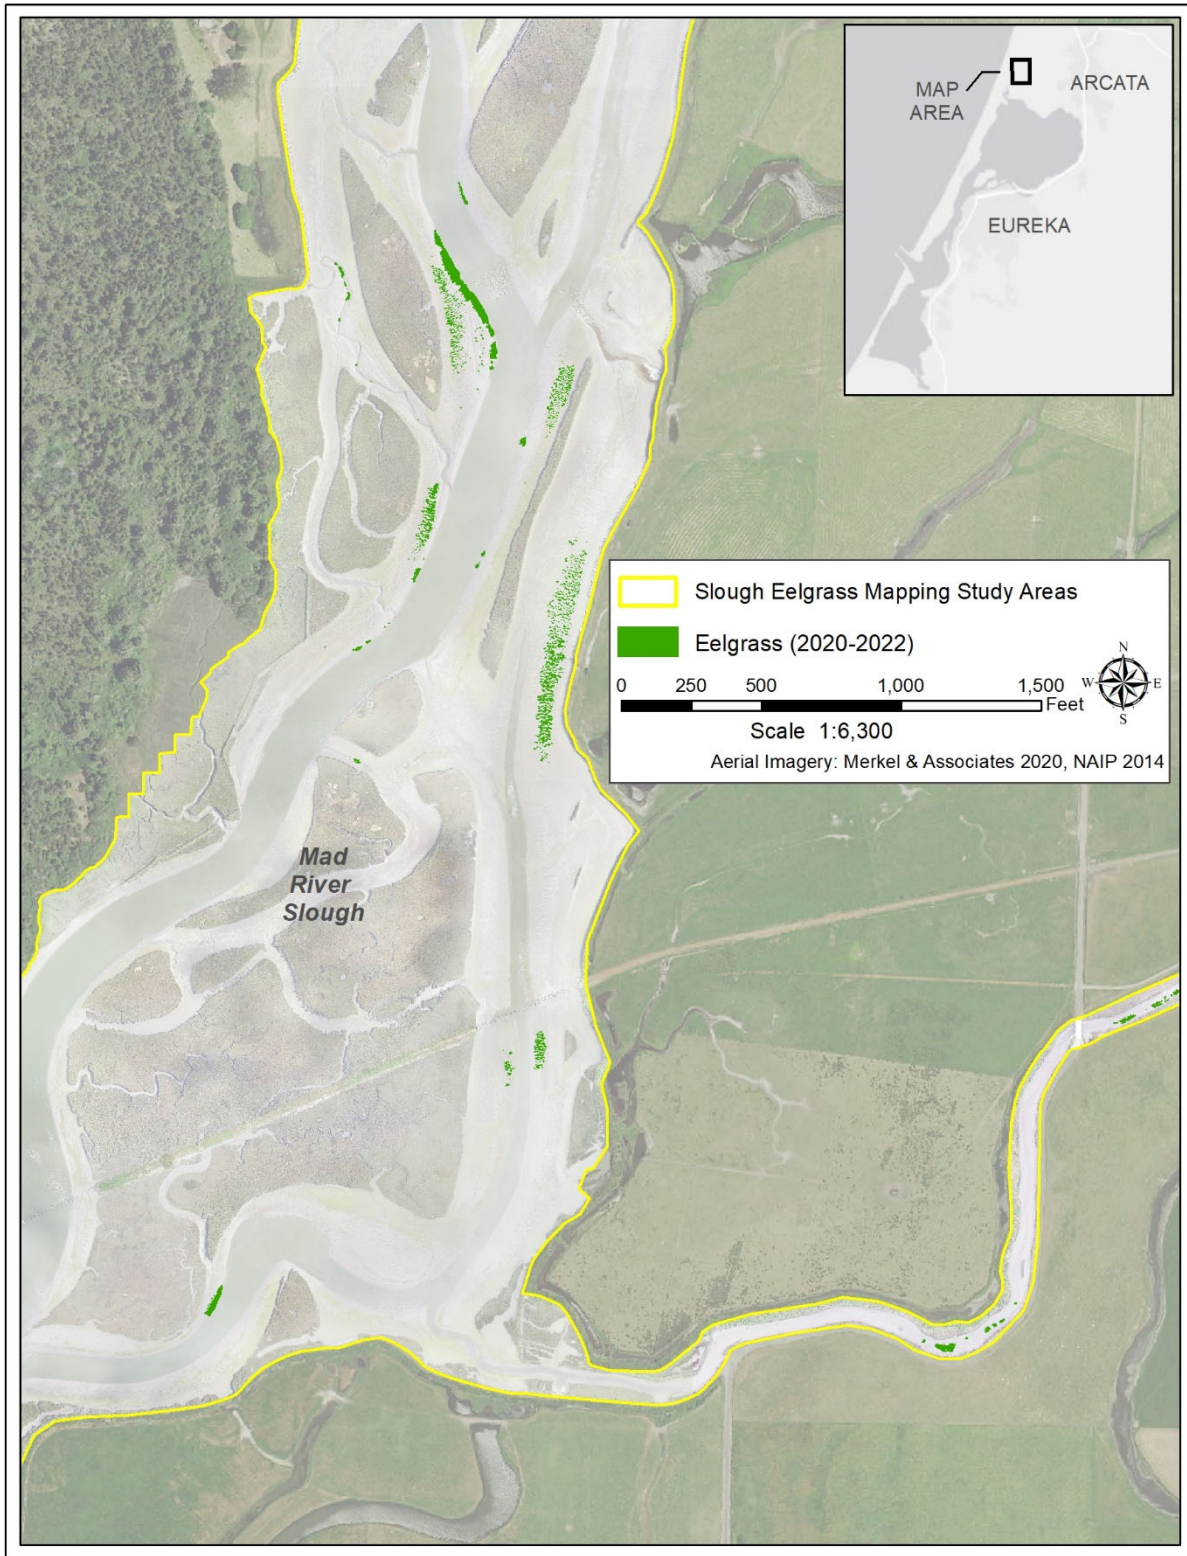 MAP
AREA
ARCATA
EUREKA
Slough Eelgrass Mapping Study Areas
Eelgrass (2020-2022)
N
W E
S
0 250 500 1,000 1,500
Feet
Scale 1:6,300
Aerial Imagery: Merkel & Associates 2020, NAIP 2014
Mad
River
Slough